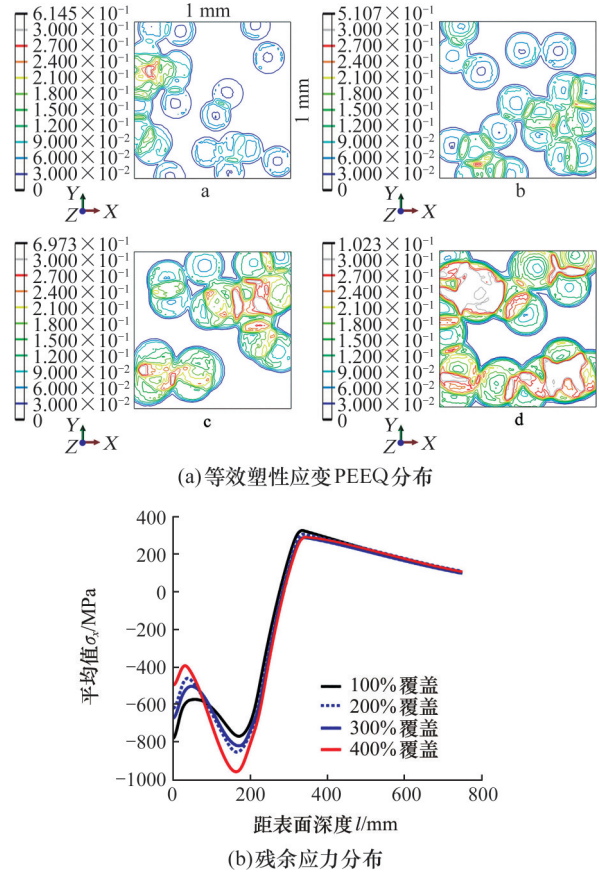 6.145×10⁻¹
3.000×10⁻¹
2.700×10⁻¹
2.400×10⁻¹
2.100×10⁻¹
1.800×10⁻¹
1.500×10⁻¹
1.200×10⁻¹
9.000×10⁻²
6.000×10⁻²
3.000×10⁻²
0
1 mm
1 mm
Y
Z
X
a
5.107×10⁻¹
3.000×10⁻¹
2.700×10⁻¹
2.400×10⁻¹
2.100×10⁻¹
1.800×10⁻¹
1.500×10⁻¹
1.200×10⁻¹
9.000×10⁻²
6.000×10⁻²
3.000×10⁻²
0
Y
Z
X
b
6.973×10⁻¹
3.000×10⁻¹
2.700×10⁻¹
2.400×10⁻¹
2.100×10⁻¹
1.800×10⁻¹
1.500×10⁻¹
1.200×10⁻¹
9.000×10⁻²
6.000×10⁻²
3.000×10⁻²
0
Y
Z
X
c
1.023×10⁻¹
3.000×10⁻¹
2.700×10⁻¹
2.400×10⁻¹
2.100×10⁻¹
1.800×10⁻¹
1.500×10⁻¹
1.200×10⁻¹
9.000×10⁻²
6.000×10⁻²
3.000×10⁻²
0
Y
Z
X
d
(a)等效塑性应变PEEQ分布
400
200
0
−200
−400
−600
−800
−1000
平均值σₓ/MPa
100%覆盖
200%覆盖
300%覆盖
400%覆盖
0 200 400 600 800
距表面深度l/mm
(b)残余应力分布